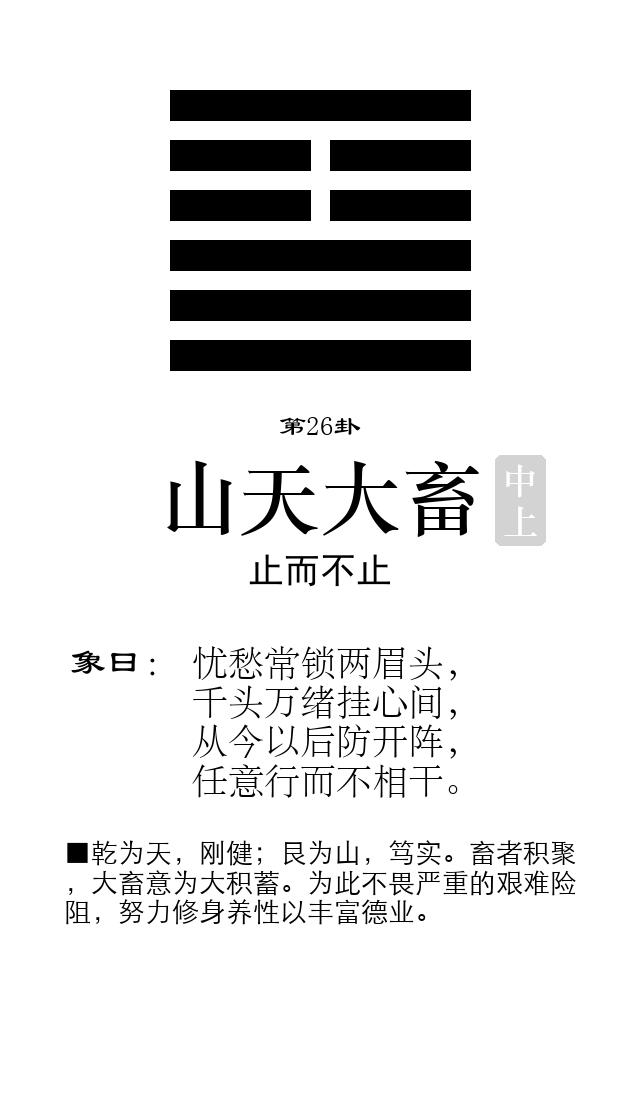 第26卦
山天大畜
中上
止而不止
象曰：
忧愁常锁两眉头，
千头万绪挂心间，
从今以后防开阵，
任意行而不相干。
■乾为天，刚健；艮为山，笃实。畜者积聚
，大畜意为大积蓄。为此不畏严重的艰难险
阻，努力修身养性以丰富德业。